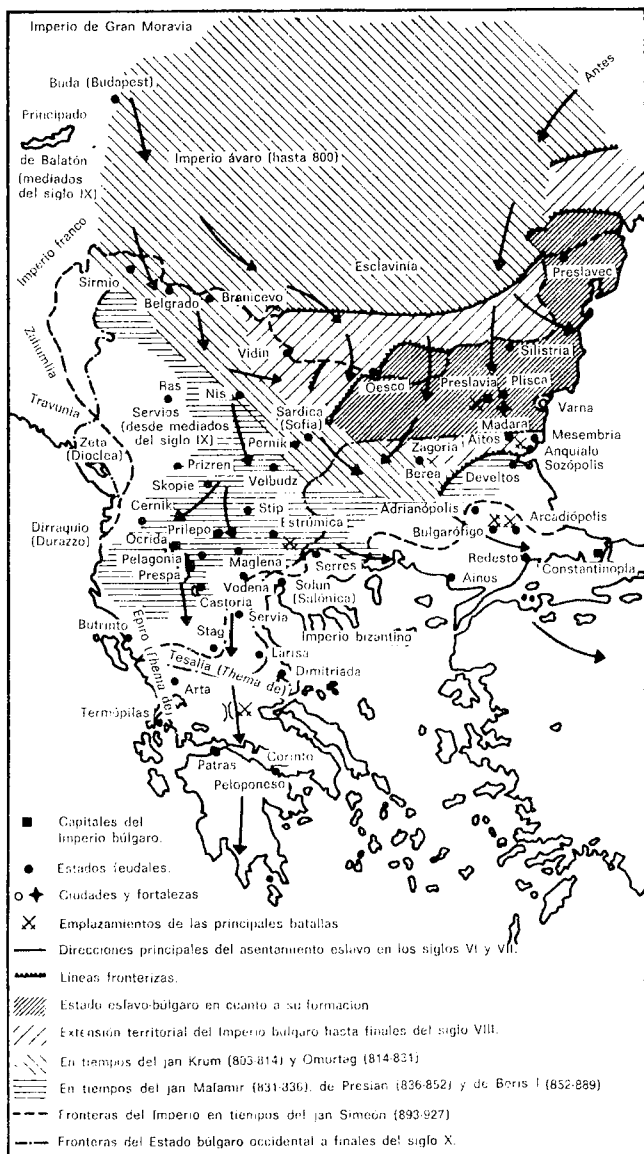 Imperio de Gran Moravia
Buda (Budapest)
Antes
Principado
de Balatón
(mediados
del siglo IX)
Imperio ávaro (hasta 800)
Imperio franco
Esclavinía
Preslavec
Sirmio
Belgrado
Branicevo
Zahumlia
Vidin
Silistria
Travunia
Ras
Nis
Oesco
Preslavia
Plisca
Servios
(desde mediados
del siglo IX)
Sárdica
(Sofía)
Varna
Madara
Zeta
(Dioclea)
Pernik
Zagoria
Aitos
Mesembria
Anquialo
Prizren
Velbudz
Berea
Develtos
Sozópolis
Skopie
Cernik
Stip
Adrianópolis
Arcadiópolis
Dirraquio
(Durazzo)
Prilepo
Estrúmica
Bulgarófigo
Ocrida
Pelagonia
Maglena
Serres
Redesto
Constantinopla
Prespa
Vodena
Solun
(Salónica)
Ainos
Castoria
Butrinto
Servia
Imperio bizantino
Epiro (Thema de)
Stag
Larisa
Tesalia (Thema de)
Dimitríada
Arta
Termópilas
Patras
Corinto
Peloponeso
Capitales del
Imperio búlgaro.
Estados feudales.
Ciudades y fortalezas
Emplazamientos de las principales batallas
Direcciones principales del asentamiento eslavo en los siglos VI y VII.
Líneas fronterizas.
Estado eslavo-búlgaro en cuanto a su formación
Extensión territorial del Imperio búlgaro hasta finales del siglo VIII.
En tiempos del jan Krum (803-814) y Omurtag (814-831)
En tiempos del jan Malamir (831-836), de Presian (836-852) y de Boris I (852-889)
Fronteras del Imperio en tiempos del jan Simeón (893-927)
Fronteras del Estado búlgaro occidental a finales del siglo X.